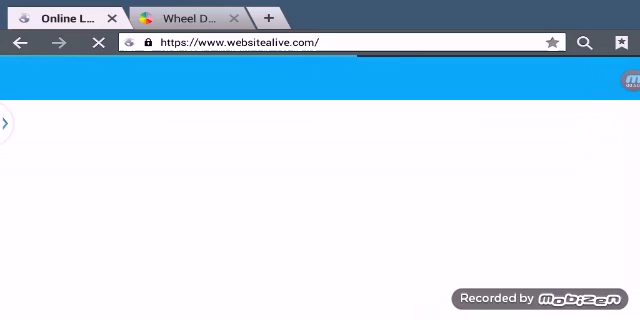 Online L...
Wheel D...
https://www.websitealive.com/
Recorded by mobizen